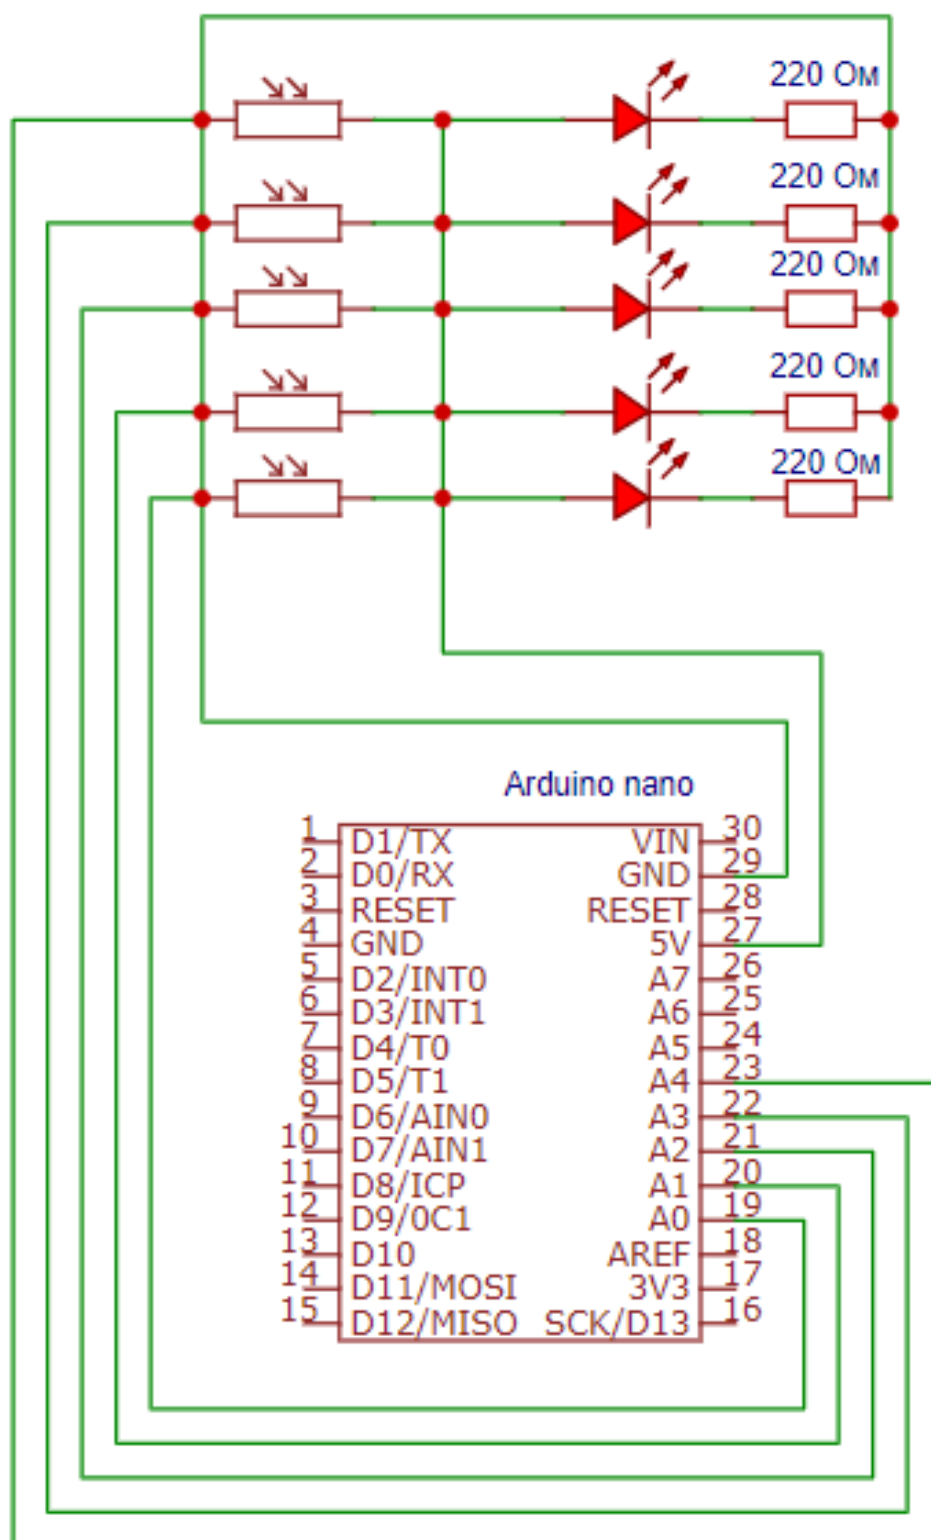 220 Ом
220 Ом
220 Ом
220 Ом
220 Ом
Arduino nano
1 D1/TX VIN 30
2 D0/RX GND 29
3 RESET RESET 28
4 GND 5V 27
5 D2/INT0 A7 26
6 D3/INT1 A6 25
7 D4/T0 A5 24
8 D5/T1 A4 23
9 D6/AIN0 A3 22
10 D7/AIN1 A2 21
11 D8/ICP A1 20
12 D9/0C1 A0 19
13 D10 AREF 18
14 D11/MOSI 3V3 17
15 D12/MISO SCK/D13 16